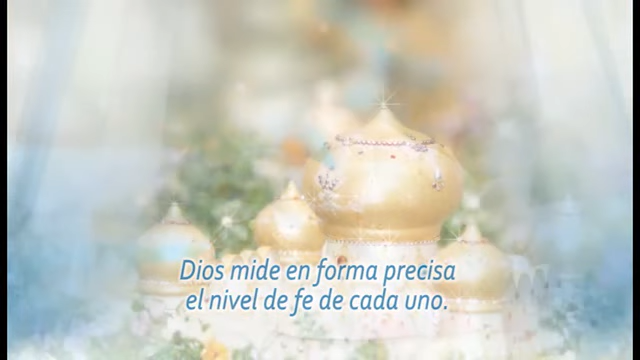 Dios mide en forma precisa
el nivel de fe de cada uno.